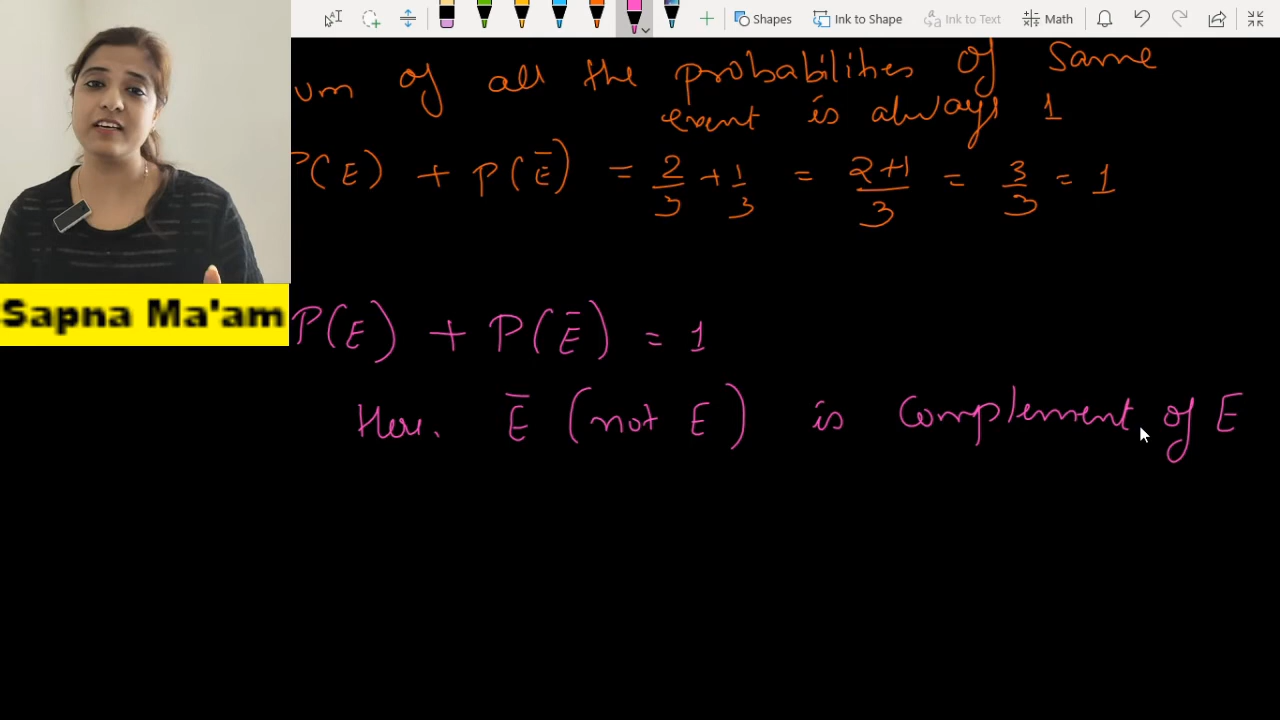 Shapes Ink to Shape Ink to Text Math
um of all the probabilities of Same
event is always 1
P(E) + P(Ē) = 2/3 + 1/3 = 2+1/3 = 3/3 = 1
Sapna Ma'am
P(E) + P(Ē) = 1
Here. Ē (not E) is Complement of E